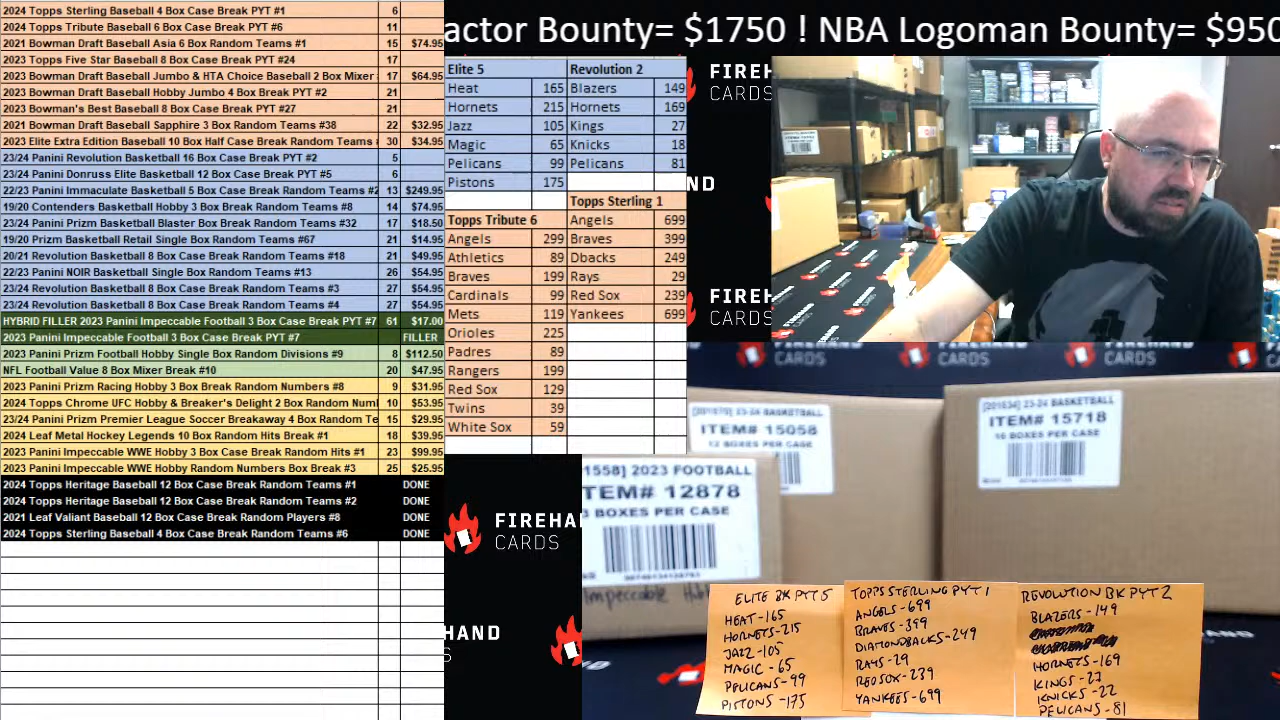 2024 Topps Sterling Baseball 4 Box Case Break PYT #1 6
2024 Topps Tribute Baseball 6 Box Case Break PYT #6 11
2021 Bowman Draft Baseball Asia 6 Box Random Teams #1 15 $74.95
2023 Topps Five Star Baseball 8 Box Case Break PYT #24 17
2023 Bowman Draft Baseball Jumbo & HTA Choice Baseball 2 Box Mixer 17 $64.95
2023 Bowman Draft Baseball Hobby Jumbo 4 Box Break PYT #2 21
2023 Bowman's Best Baseball 8 Box Case Break PYT #27 21
2021 Bowman Draft Baseball Sapphire 3 Box Random Teams #38 22 $32.95
2023 Elite Extra Edition Baseball 10 Box Half Case Break Random Teams 30 $34.95
23/24 Panini Revolution Basketball 16 Box Case Break PYT #2 5
23/24 Panini Donruss Elite Basketball 12 Box Case Break PYT #5 6
22/23 Panini Immaculate Basketball 5 Box Case Break Random Teams #2 13 $249.95
19/20 Contenders Basketball Hobby 3 Box Random Teams #8 14 $74.95
23/24 Panini Prizm Basketball Blaster Box Random Teams #32 17 $18.50
19/20 Prizm Basketball Retail Single Box Random Teams #67 21 $14.95
20/21 Revolution Basketball 8 Box Random Teams #18 21 $49.95
22/23 Panini NOIR Basketball Single Box Random Teams #13 26 $54.95
23/24 Revolution Basketball 8 Box Random Teams #3 27 $54.95
23/24 Revolution Basketball 8 Box Random Teams #4 27 $54.95
HYBRID FILLER 2023 Panini Impeccable Football 3 Box Case Break PYT #7 61 $17.00
2023 Panini Impeccable Football 3 Box Case Break PYT #7 FILLER
2023 Panini Prizm Football Hobby Single Box Random Divisions #9 8 $112.50
NFL Football Value 8 Box Mixer Break #10 20 $47.95
2023 Panini Prizm Racing Hobby 3 Box Break Random Numbers #8 9 $31.95
2024 Topps Chrome UFC Hobby & Breaker's Delight 2 Box Random Num 10 $53.95
23/24 Panini Prizm Premier League Soccer Breakaway 4 Box Random Te 15 $29.95
2024 Leaf Metal Hockey Legends 10 Box Random Hits Break #1 18 $39.95
2023 Panini Impeccable WWE Hobby 3 Box Case Break Random Hits #1 23 $99.95
2023 Panini Impeccable WWE Hobby Random Numbers Box Break #3 25 $25.95
2024 Topps Heritage Baseball 12 Box Case Break Random Teams #1 DONE
2024 Topps Heritage Baseball 12 Box Case Break Random Teams #2 DONE
2021 Leaf Valiant Baseball 12 Box Case Break Random Players #8 DONE
2024 Topps Sterling Baseball 4 Box Case Break Random Teams #6 DONE
actor Bounty= $1750 ! NBA Logoman Bounty= $950
Elite 5
Heat 165
Hornets 215
Jazz 105
Magic 65
Pelicans 99
Pistons 175
Topps Tribute 6
Angels 299
Athletics 89
Braves 199
Cardinals 99
Mets 119
Orioles 225
Padres 89
Rangers 199
Red Sox 129
Twins 39
White Sox 59
Revolution 2
Blazers 149
Hornets 169
Kings 27
Knicks 18
Pelicans 81
Topps Sterling 1
Angels 699
Braves 399
Dbacks 249
Rays 29
Red Sox 239
Yankees 699
FIREHA
CARDS
ND
FIREH
CARDS
FIREHAN
CARDS
HAND
S
CARDS
FIREHAND
CARDS
[201675] 23-24 BASKETBALL
ITEM# 15058
12 BOXES PER CASE
[201634] 23-24 BASKETBALL
ITEM# 15718
16 BOXES PER CASE
1558] 2023 FOOTBALL
TEM# 12878
3 BOXES PER CASE
Impeccable
ELITE BK PYT 5
HEAT-165
HORNETS-215
JAZZ-105
MAGIC-65
PELICANS-99
PISTONS-175
TOPPS STERLING PYT 1
ANGELS-699
BRAVES-399
DIAMONDBACKS-249
RAYS-29
RED SOX-239
YANKEES-699
REVOLUTION BK PYT 2
BLAZERS-149
HORNETS-169
KINGS-27
KNICKS-22
PELICANS-81